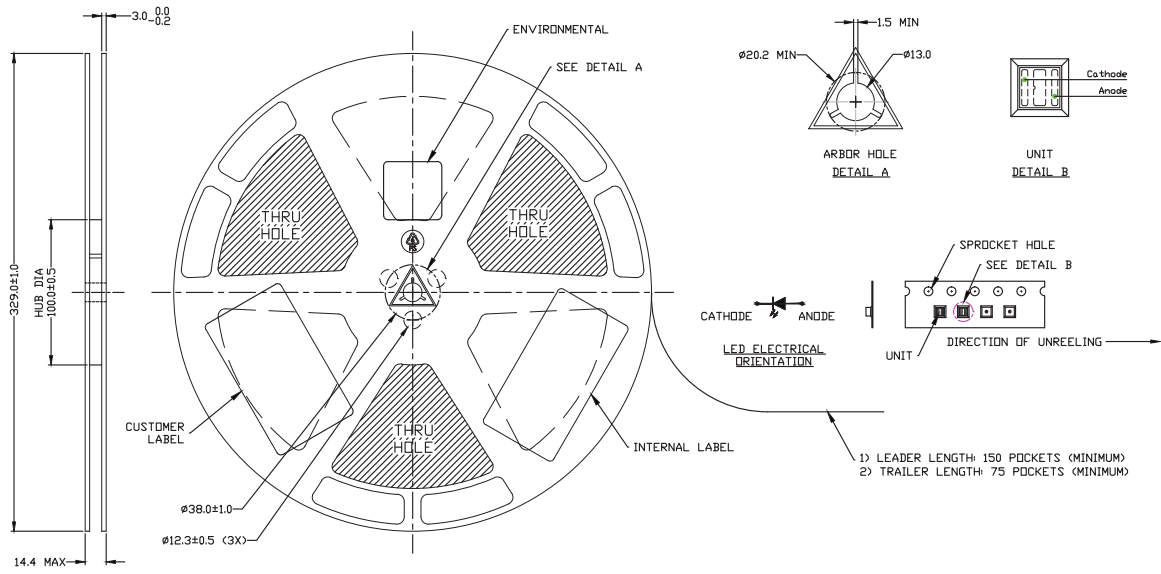 3.0 0.0 -0.2
329.0±1.0
HUB DIA
100.0±0.5
14.4 MAX
ENVIRONMENTAL
SEE DETAIL A
THRU
HOLE
THRU
HOLE
THRU
HOLE
CUSTOMER
LABEL
INTERNAL LABEL
ø38.0±1.0
ø12.3±0.5 (3X)
1.5 MIN
ø20.2 MIN
ø13.0
ARBOR HOLE
DETAIL A
Cathode
Anode
UNIT
DETAIL B
SPROCKET HOLE
SEE DETAIL B
CATHODE
ANODE
LED ELECTRICAL
ORIENTATION
UNIT
DIRECTION OF UNREELING
1) LEADER LENGTH: 150 POCKETS (MINIMUM)
2) TRAILER LENGTH: 75 POCKETS (MINIMUM)